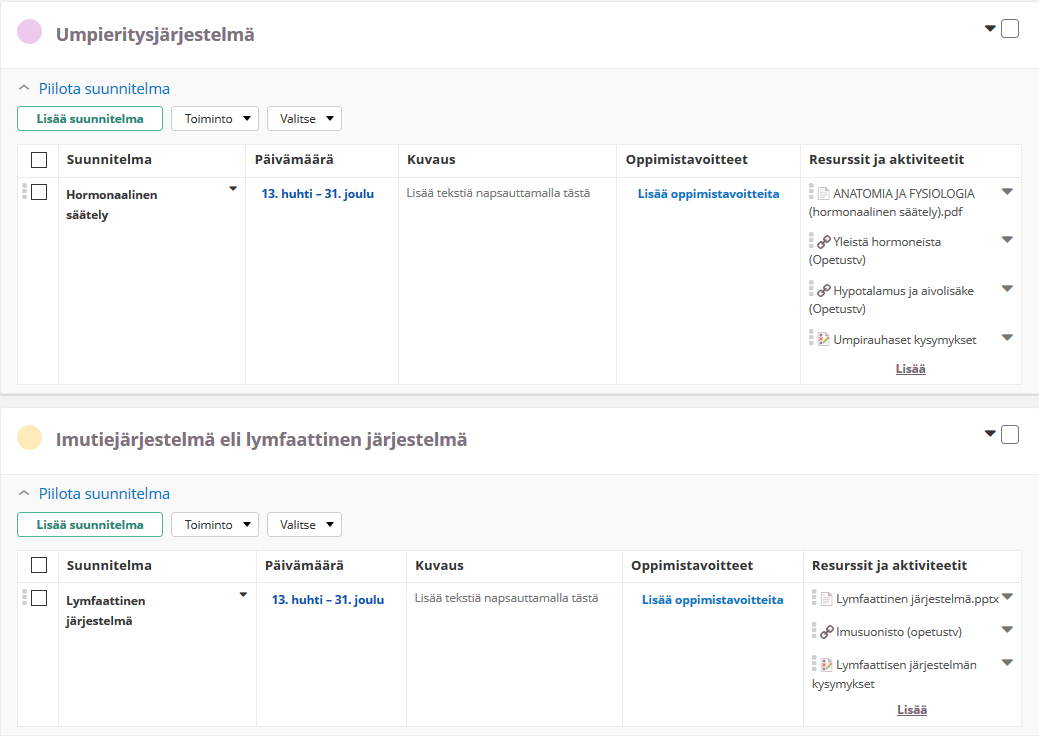 Umpieritysjärjestelmä
Piilota suunnitelma
Lisää suunnitelma Toiminto Valitse
Suunnitelma Päivämäärä Kuvaus Oppimistavoitteet Resurssit ja aktiviteetit
Hormonaalinen
säätely
13. huhti – 31. joulu
Lisää tekstiä napsauttamalla tästä
Lisää oppimistavoitteita
ANATOMIA JA FYSIOLOGIA
(hormonaalinen säätely).pdf
Yleistä hormoneista
(Opetustv)
Hypotalamus ja aivolisäke
(Opetustv)
Umpirauhaset kysymykset
Lisää
Imutiejärjestelmä eli lymfaattinen järjestelmä
Piilota suunnitelma
Lisää suunnitelma Toiminto Valitse
Suunnitelma Päivämäärä Kuvaus Oppimistavoitteet Resurssit ja aktiviteetit
Lymfaattinen
järjestelmä
13. huhti – 31. joulu
Lisää tekstiä napsauttamalla tästä
Lisää oppimistavoitteita
Lymfaattinen järjestelmä.pptx
Imusuonisto (opetustv)
Lymfaattisen järjestelmän
kysymykset
Lisää